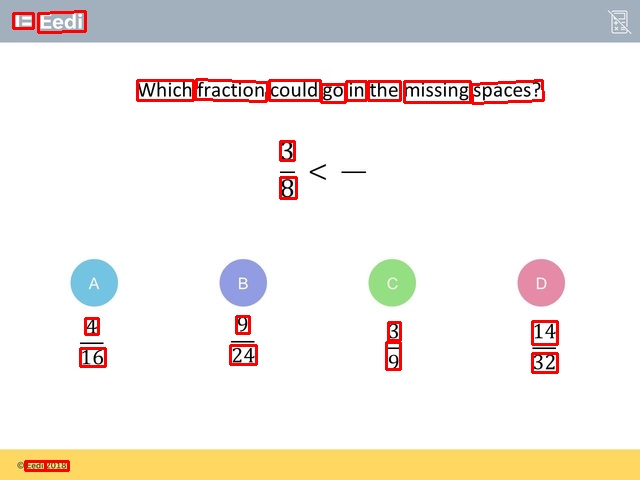 Eedi
Which fraction could go in the missing spaces?
3
8
<
A B C D
4 9 3 14
16 24 9 32
© Eedi 2018